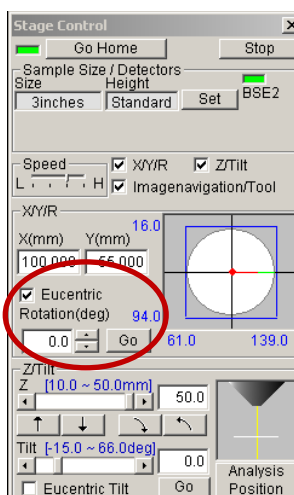 Stage Control
Go Home Stop
Sample Size / Detectors
Size Height
3inches Standard Set BSE2
Speed X/Y/R Z/Tilt
L H Imagenavigation/Tool
X/Y/R
16.0
X(mm) Y(mm)
100.000 55.000
Eucentric
Rotation(deg) 94.0
0.0 Go 61.0 139.0
Z/Tilt
Z [10.0 ~ 50.0mm]
50.0
Tilt [-15.0 ~ 66.0deg]
0.0
Analysis
Eucentric Tilt Go Position